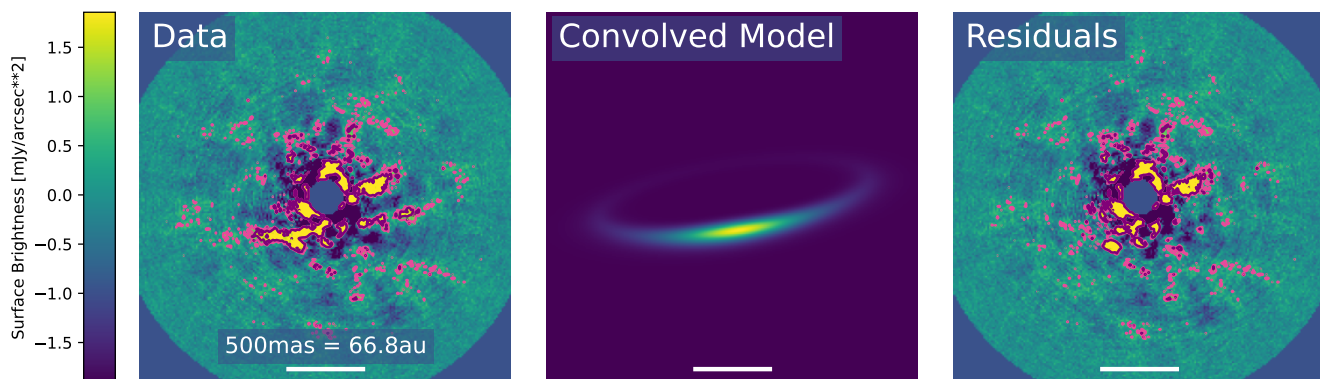 Data
Convolved Model
Residuals
Surface Brightness [mJy/arcsec**2]
1.5
1.0
0.5
0.0
−0.5
−1.0
−1.5
500mas = 66.8au